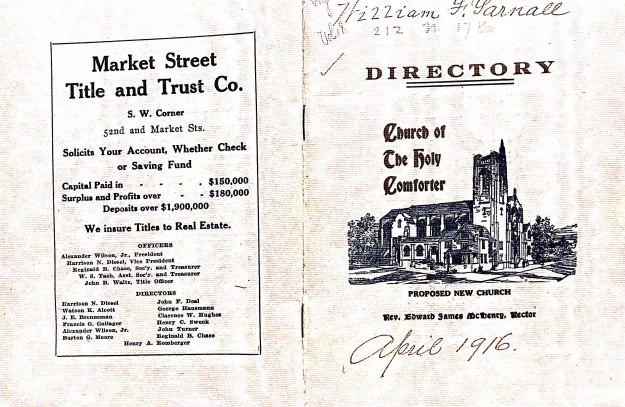 Market Street
Title and Trust Co.
S. W. Corner
52nd and Market Sts.
Solicits Your Account, Whether Check
or Saving Fund
Capital Paid in - - - - $150,000
Surplus and Profits over - - $180,000
Deposits over $1,900,000
We insure Titles to Real Estate.
OFFICERS
Alexander Wilson, Jr., President
Harrison N. Diesel, Vice President
Reginald B. Chase, Sec'y. and Treasurer
W. S. Tash, Asst. Sec'y. and Treasurer
John B. Waltz, Title Officer
DIRECTORS
Harrison N. Diesel
Watson K. Alcott
J. E. Brenneman
Francis G. Gallager
Alexander Wilson, Jr.
Burton G. Moore
John F. Deal
George Hausmann
Clarence W. Hughes
Henry C. Swenk
John Turner
Reginald B. Chase
Henry A. Romberger
William F. Yarnall
212 N.
DIRECTORY
Church of
The Holy
Comforter
PROPOSED NEW CHURCH
Rev. Edward James McHenry, Rector
April 1916.